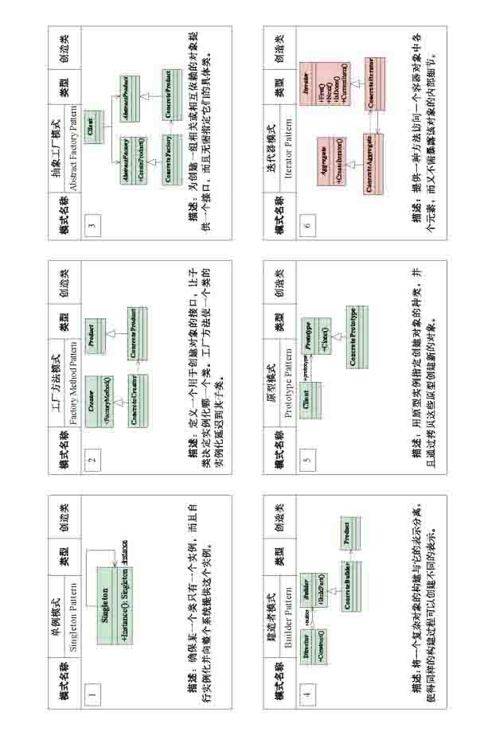 模式名称 单例模式 类型 创造类
Singleton Pattern
1
Singleton
+Instance(): Singleton -instance
描述：确保某一个类只有一个实例，而且自
行实例化并向整个系统提供这个实例。
模式名称 工厂方法模式 类型 创造类
Factory Method Pattern
2
Creator Product
+FactoryMethod()
ConcreteCreator ConcreteProduct
描述：定义一个用于创建对象的接口，让子
类决定实例化哪一个类。工厂方法使一个类的
实例化延迟到其子类。
模式名称 抽象工厂模式 类型 创造类
Abstract Factory Pattern
3
Client
AbstractFactory AbstractProduct
+CreateProduct()
ConcreteFactory ConcreteProduct
描述：为创建一组相关或相互依赖的对象提
供一个接口，而且无需指定它们的具体类。
模式名称 建造者模式 类型 创造类
Builder Pattern
4
Director -builder Builder
+Construct() +BuildPart()
ConcreteBuilder Product
描述：将一个复杂对象的构建与它的表示分离，
使得同样的构建过程可以创建不同的表示。
模式名称 原型模式 类型 创造类
Prototype Pattern
5
Client -prototype Prototype
+Clone()
ConcretePrototype
描述：用原型实例指定创建对象的种类，并
且通过拷贝这些原型创建新的对象。
模式名称 迭代器模式 类型 创造类
Iterator Pattern
6
Aggregate Iterator
+CreateIterator() +First()
+Next()
+IsDone()
+CurrentItem()
ConcreteAggregate ConcreteIterator
描述：提供一种方法访问一个容器对象中各
个元素，而又不需暴露该对象的内部细节。